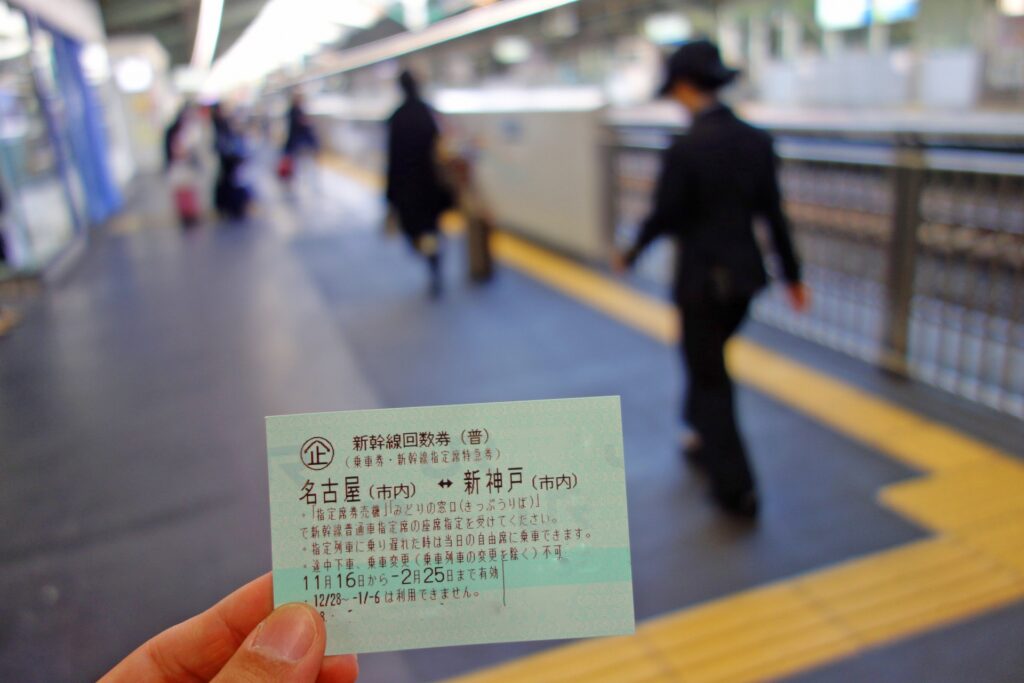 企 新幹線回数券（普）
（乗車券・新幹線指定席特急券）
名古屋（市内） ↔ 新神戸（市内）
・「指定席券売機」「みどりの窓口（きっぷうりば）」
で新幹線普通車指定席の座席指定を受けてください。
・指定列車に乗り遅れた時は当日の自由席に乗車できます。
・途中下車、乗車変更（乗車列車の変更を除く）不可
11月16日から-2月25日まで有効
・12/28～-1/-6は利用できません。